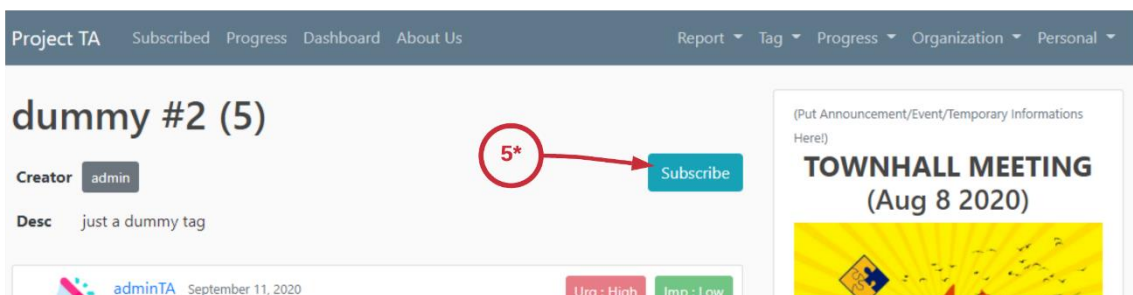 Project TA Subscribed Progress Dashboard About Us Report Tag Progress Organization Personal
dummy #2 (5)
Creator admin
Desc just a dummy tag
5*
Subscribe
adminTA September 11, 2020
Urg : High Imp : Low
(Put Announcement/Event/Temporary Informations
Here!)
TOWNHALL MEETING
(Aug 8 2020)